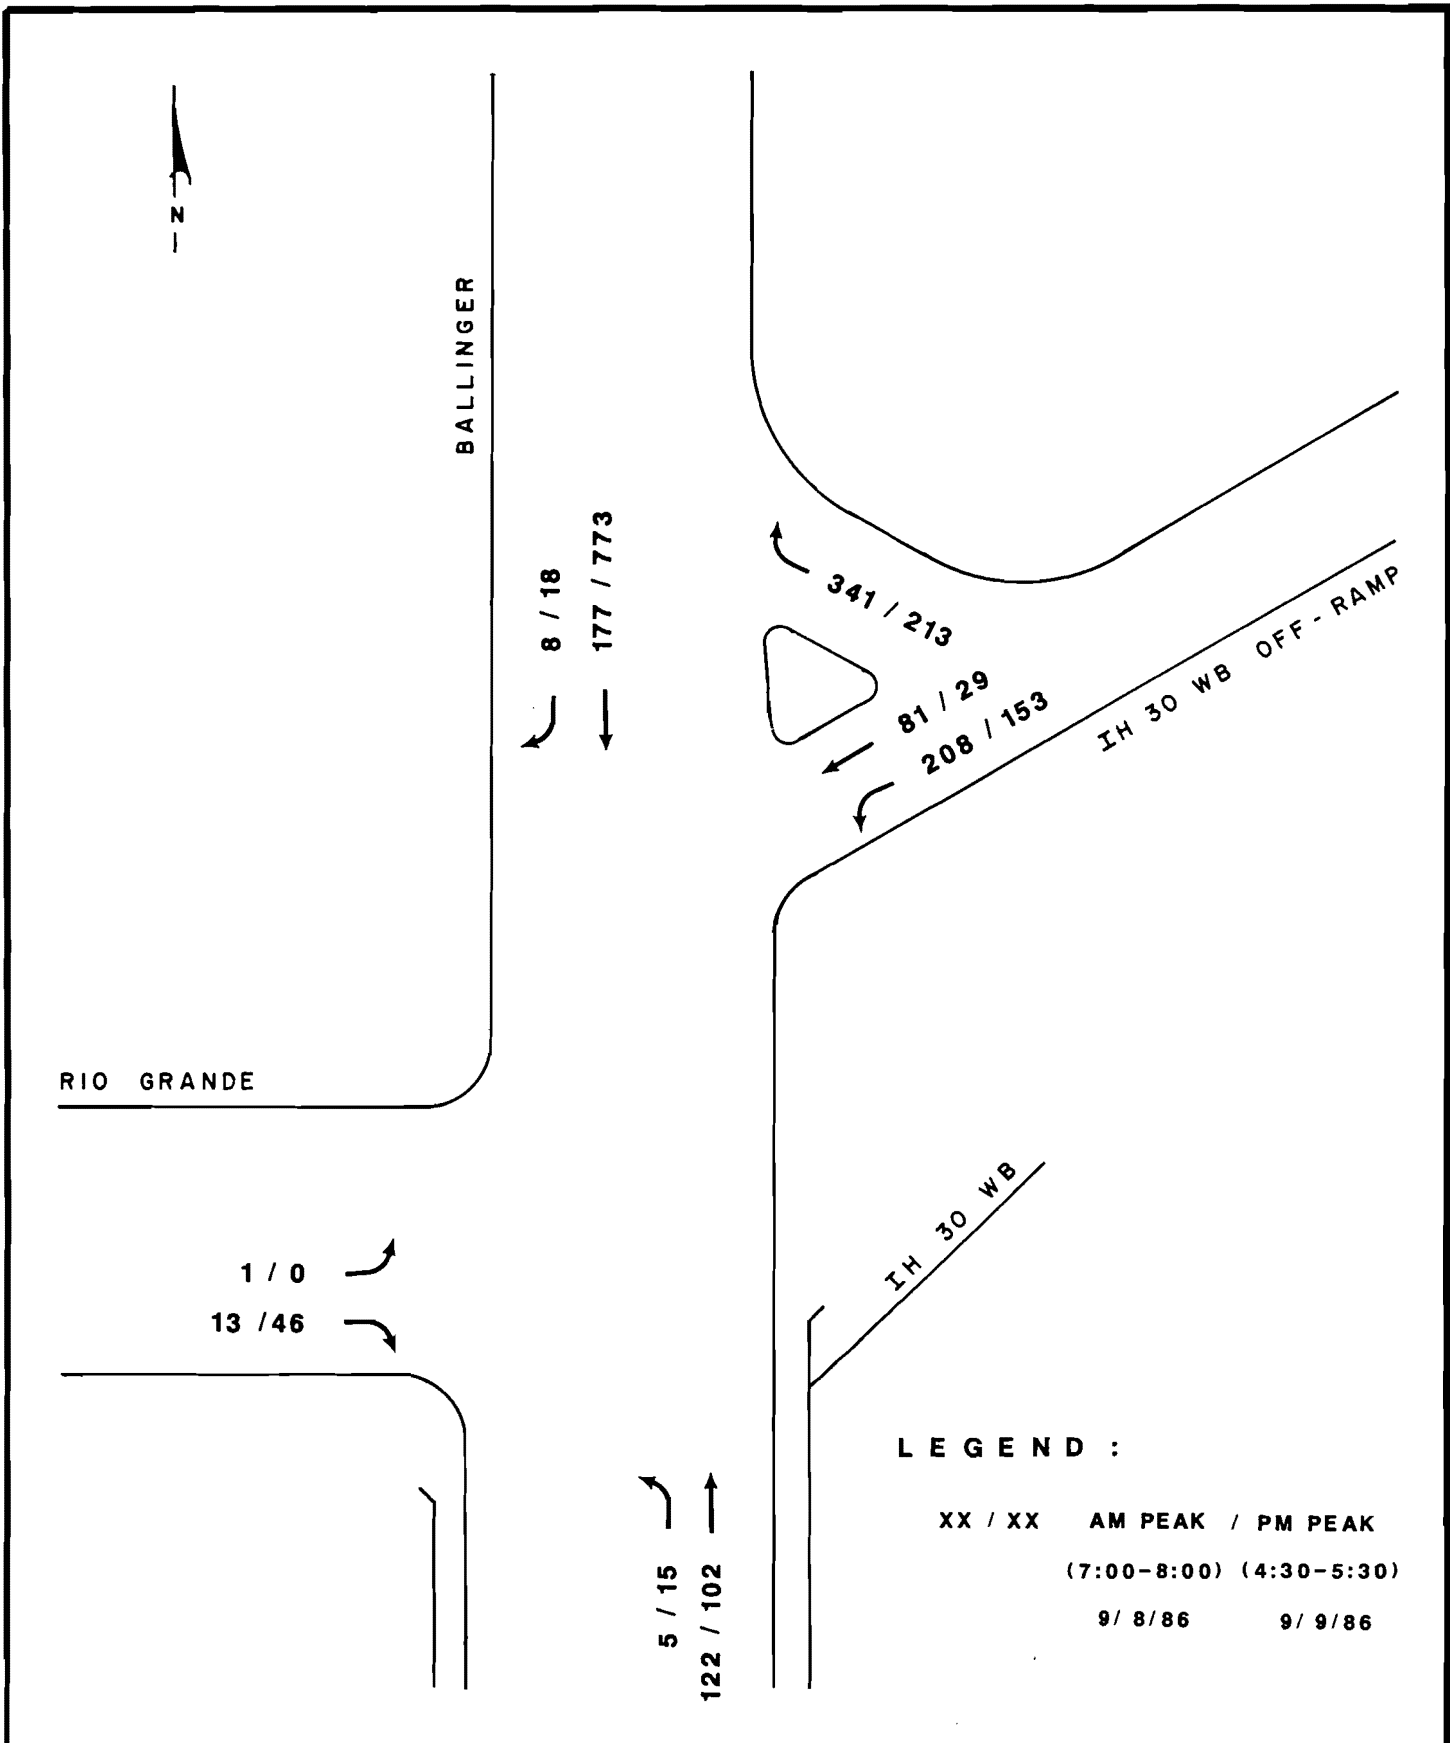 N
BALLINGER
8 / 18
177 / 773
341 / 213
81 / 29
208 / 153
IH 30 WB OFF - RAMP
RIO GRANDE
IH 30 WB
1 / 0
13 /46
5 / 15
122 / 102
LEGEND :
XX / XX AM PEAK / PM PEAK
(7:00-8:00) (4:30-5:30)
9/ 8/86 9/ 9/86